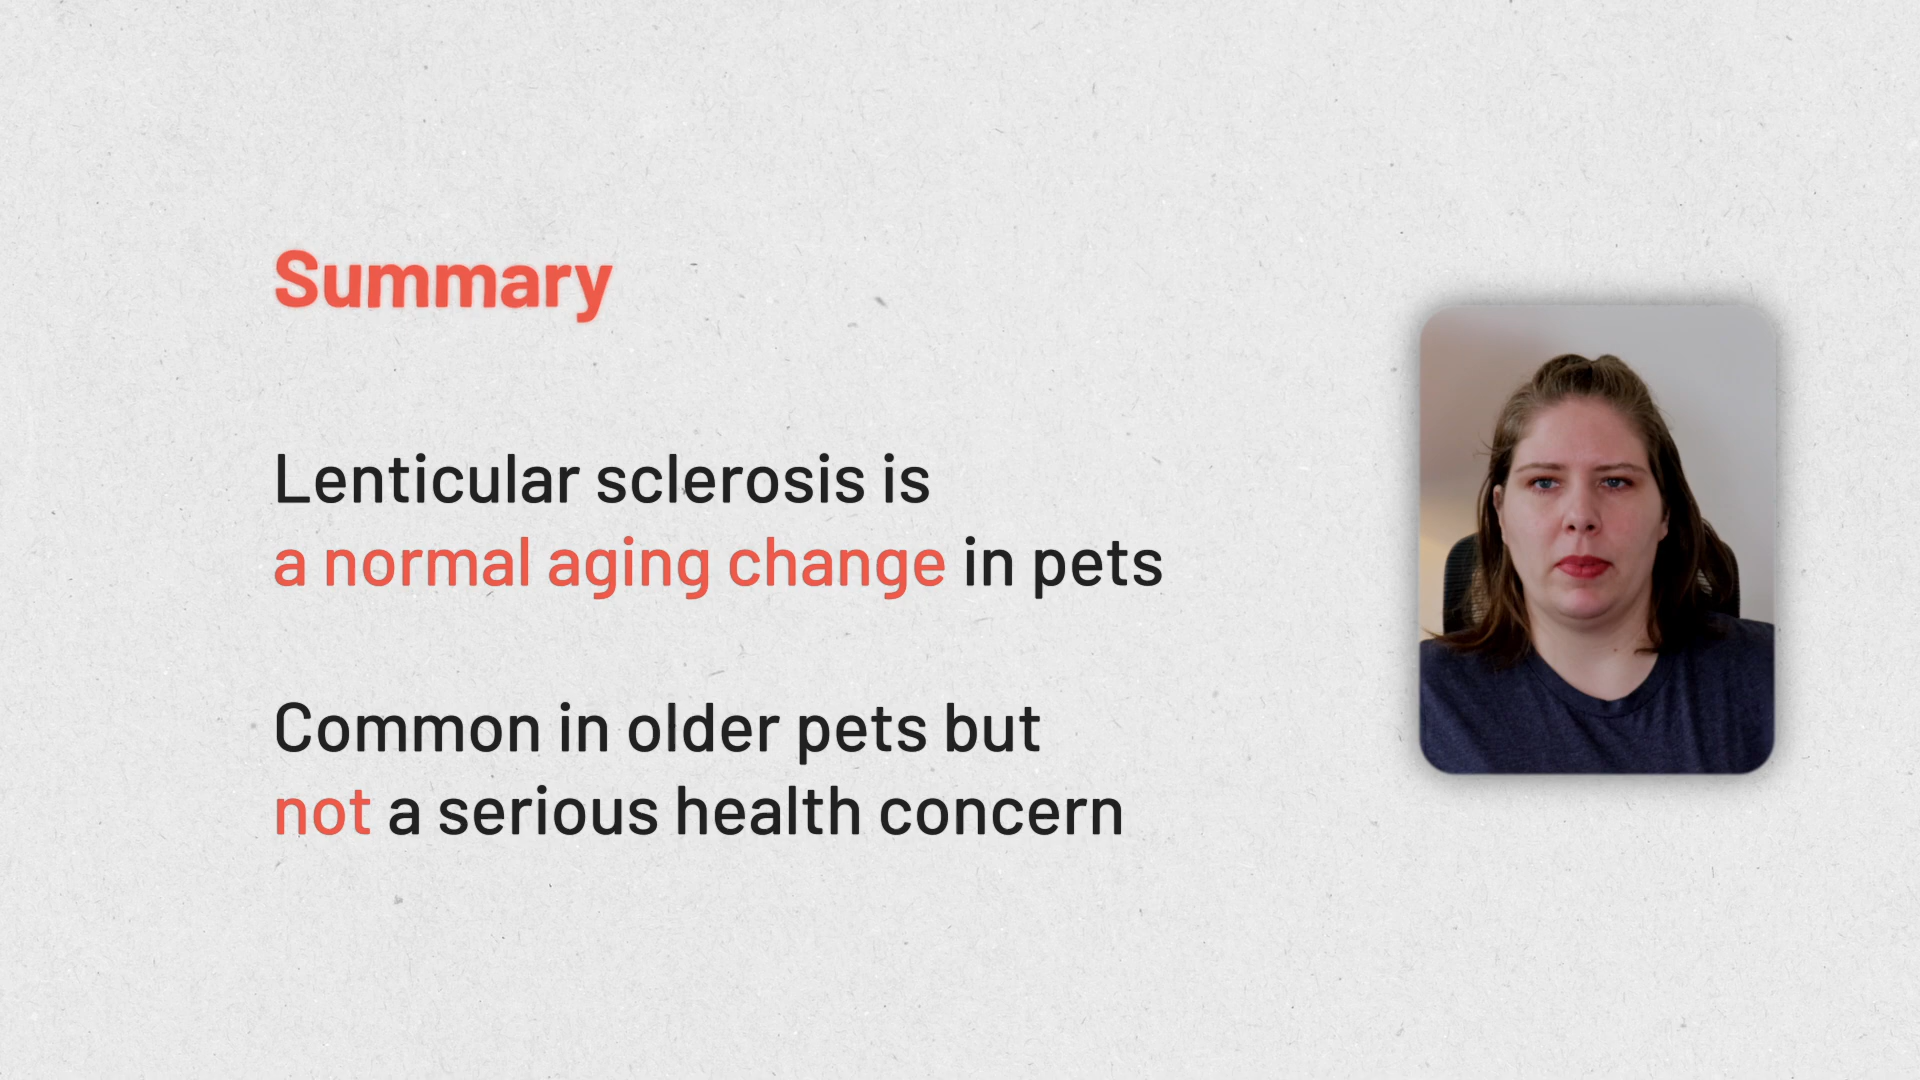 Summary
Lenticular sclerosis is
a normal aging change in pets
Common in older pets but
not a serious health concern